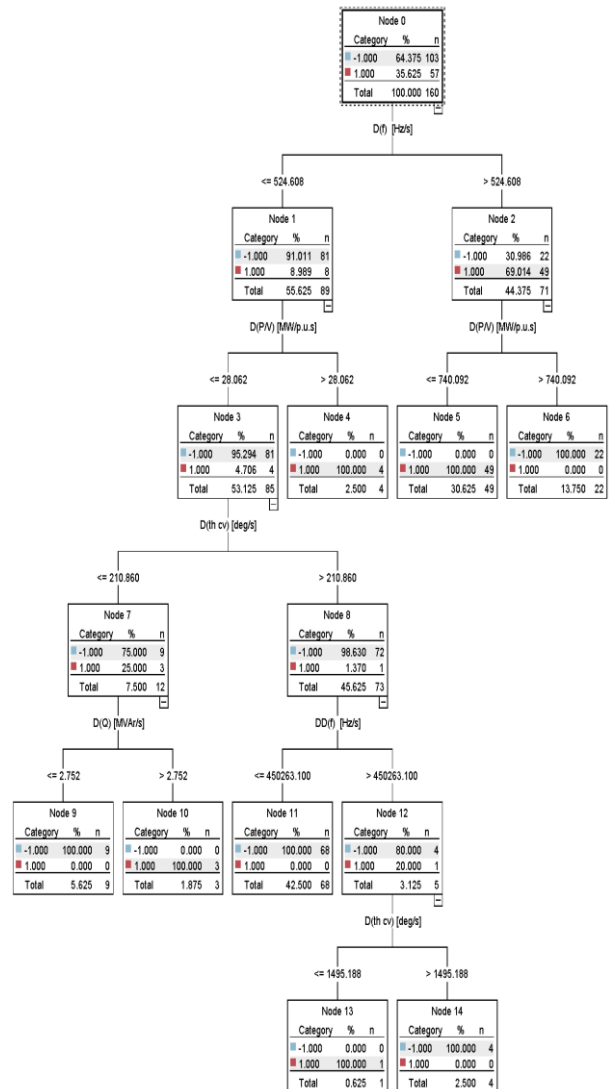 Node 0
Category % n
-1.000 64.375 103
1.000 35.625 57
Total 100.000 160
D(f) [Hz/s]
<= 524.608 > 524.608
Node 1
Category % n
-1.000 91.011 81
1.000 8.989 8
Total 55.625 89
Node 2
Category % n
-1.000 30.986 22
1.000 69.014 49
Total 44.375 71
D(P/V) [MW/p.u.s] D(P/V) [MW/p.u.s]
<= 28.062 > 28.062 <= 740.092 > 740.092
Node 3
Category % n
-1.000 95.294 81
1.000 4.706 4
Total 53.125 85
Node 4
Category % n
-1.000 0.000 0
1.000 100.000 4
Total 2.500 4
Node 5
Category % n
-1.000 0.000 0
1.000 100.000 49
Total 30.625 49
Node 6
Category % n
-1.000 100.000 22
1.000 0.000 0
Total 13.750 22
D(th cv) [deg/s]
<= 210.860 > 210.860
Node 7
Category % n
-1.000 75.000 9
1.000 25.000 3
Total 7.500 12
Node 8
Category % n
-1.000 98.630 72
1.000 1.370 1
Total 45.625 73
D(Q) [MVAr/s] DD(f) [Hz/s]
<= 2.752 > 2.752 <= 450263.100 > 450263.100
Node 9
Category % n
-1.000 100.000 9
1.000 0.000 0
Total 5.625 9
Node 10
Category % n
-1.000 0.000 0
1.000 100.000 3
Total 1.875 3
Node 11
Category % n
-1.000 100.000 68
1.000 0.000 0
Total 42.500 68
Node 12
Category % n
-1.000 80.000 4
1.000 20.000 1
Total 3.125 5
D(th cv) [deg/s]
<= 1495.188 > 1495.188
Node 13
Category % n
-1.000 0.000 0
1.000 100.000 1
Total 0.625 1
Node 14
Category % n
-1.000 100.000 4
1.000 0.000 0
Total 2.500 4